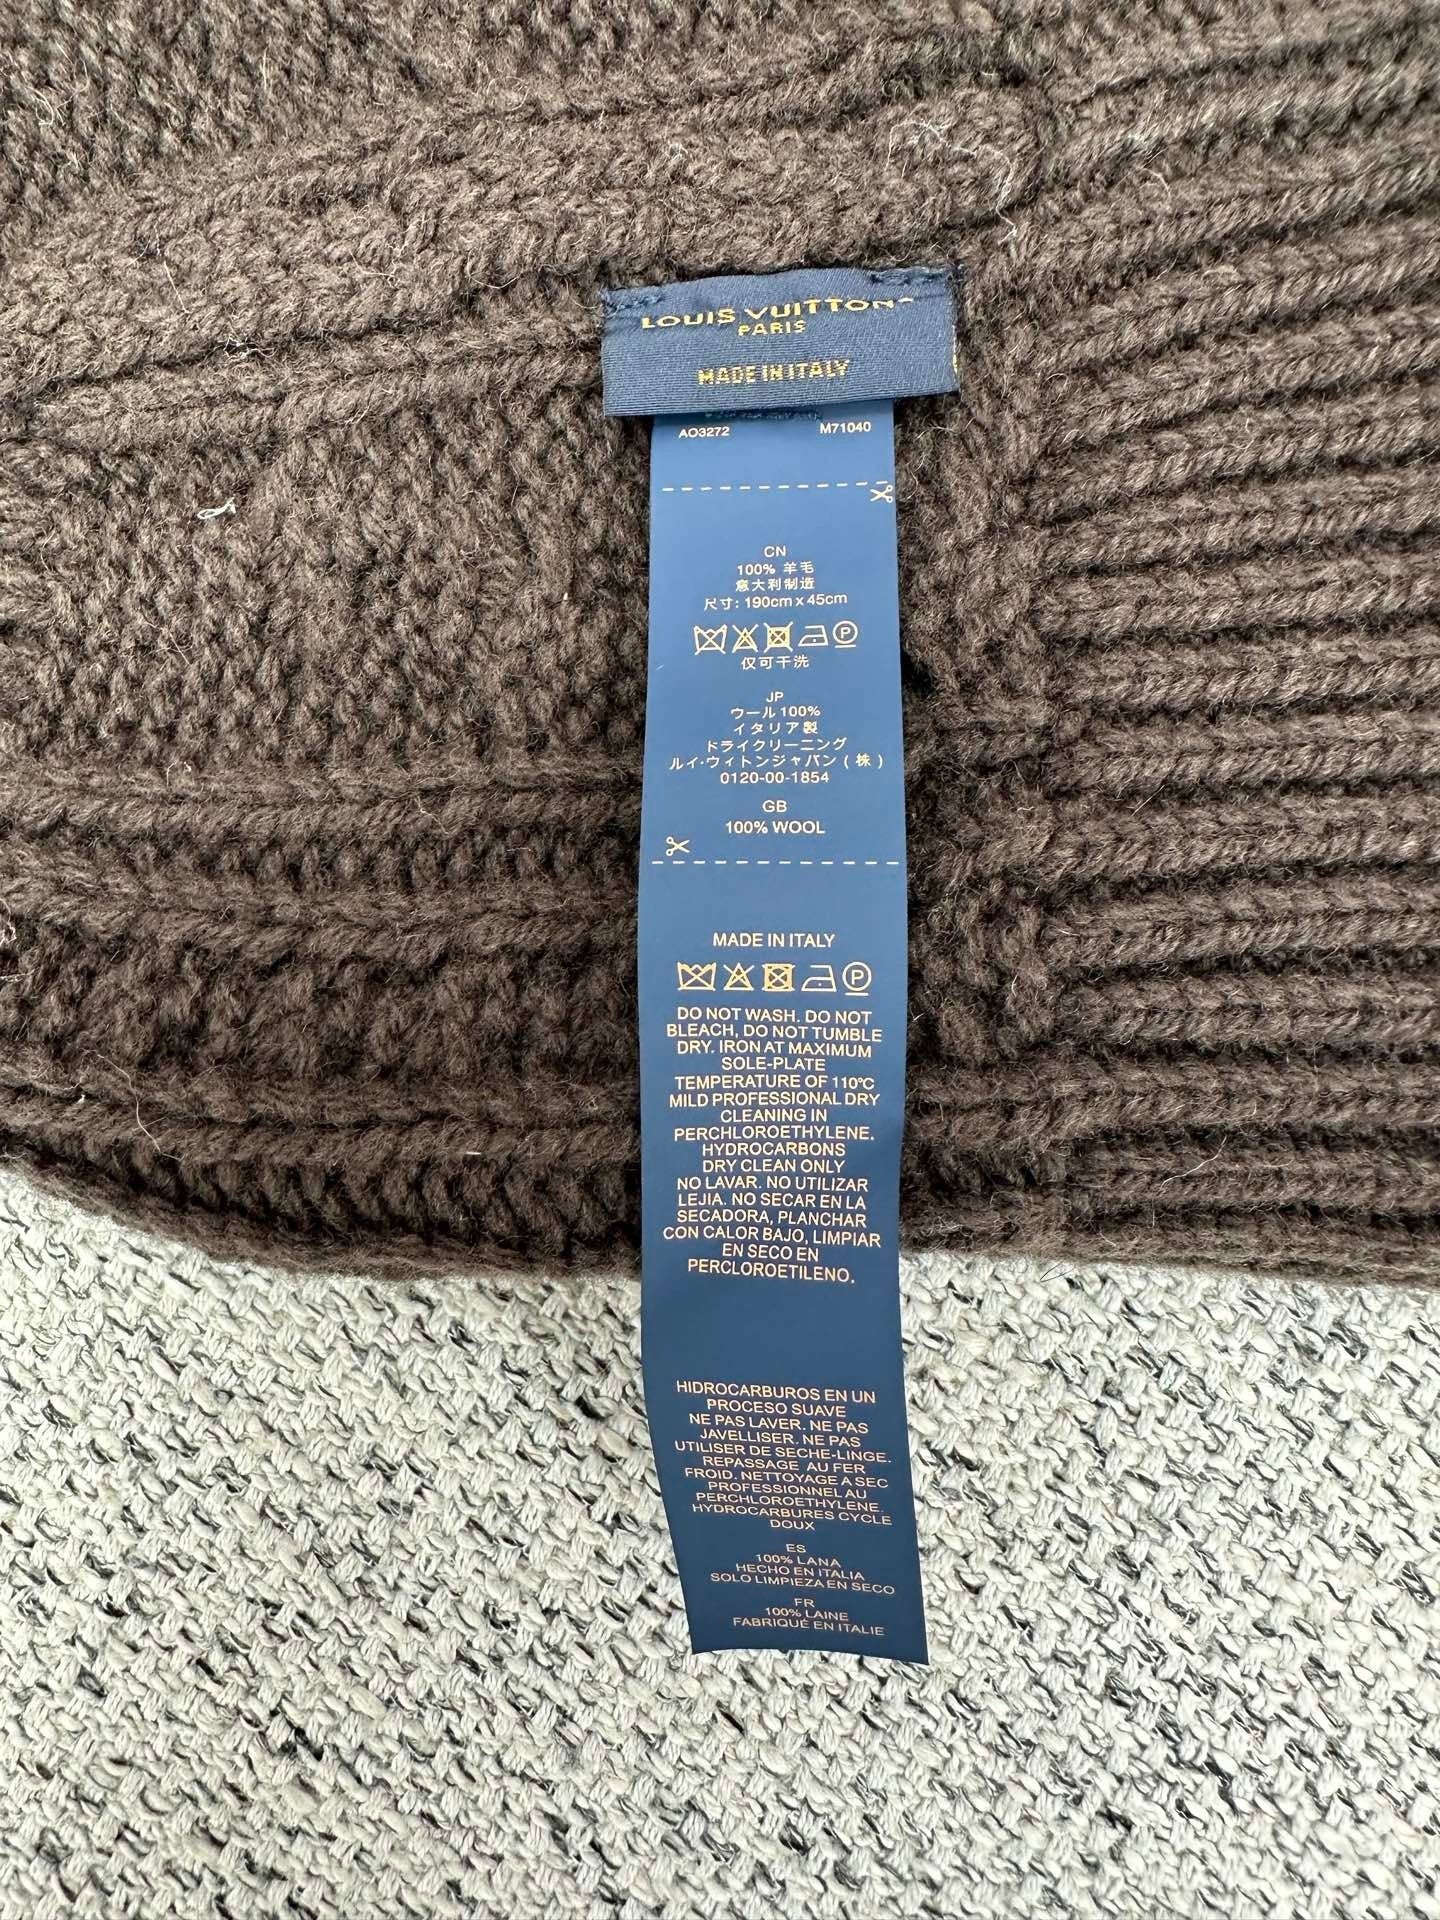 LOUIS VUITTON
PARIS
MADE IN ITALY
AO3272 M71040
CN
100% 羊毛
意大利制造
尺寸: 190cm x 45cm
P
仅可干洗
JP
ウール 100%
イタリア製
ドライクリーニング
ルイ·ウィトンジャパン ( 株 )
0120-00-1854
GB
100% WOOL
MADE IN ITALY
P
DO NOT WASH. DO NOT
BLEACH, DO NOT TUMBLE
DRY. IRON AT MAXIMUM
SOLE-PLATE
TEMPERATURE OF 110℃
MILD PROFESSIONAL DRY
CLEANING IN
PERCHLOROETHYLENE.
HYDROCARBONS
DRY CLEAN ONLY
NO LAVAR. NO UTILIZAR
LEJIA. NO SECAR EN LA
SECADORA, PLANCHAR
CON CALOR BAJO, LIMPIAR
EN SECO EN
PERCLOROETILENO.
HIDROCARBUROS EN UN
PROCESO SUAVE
NE PAS LAVER. NE PAS
JAVELLISER. NE PAS
UTILISER DE SECHE-LINGE.
REPASSAGE AU FER
FROID. NETTOYAGE A SEC
PROFESSIONNEL AU
PERCHLOROETHYLENE.
HYDROCARBURES CYCLE
DOUX
ES
100% LANA
HECHO EN ITALIA
SOLO LIMPIEZA EN SECO
FR
100% LAINE
FABRIQUÉ EN ITALIE